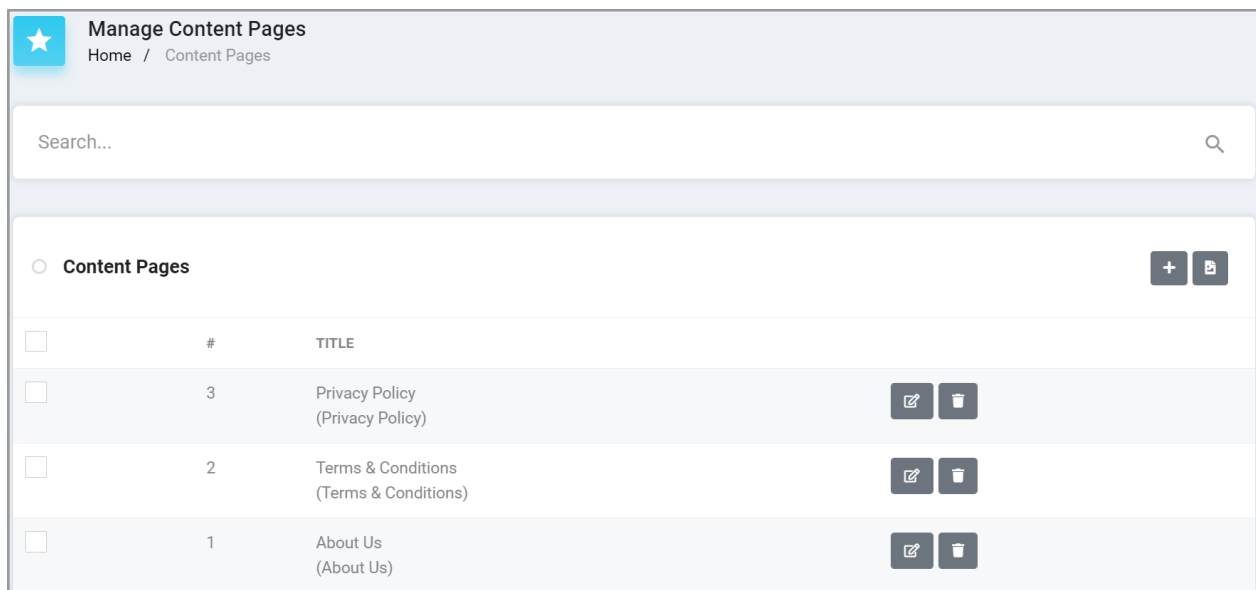 Manage Content Pages
Home / Content Pages
Search...
Content Pages
# TITLE
3 Privacy Policy
(Privacy Policy)
2 Terms & Conditions
(Terms & Conditions)
1 About Us
(About Us)